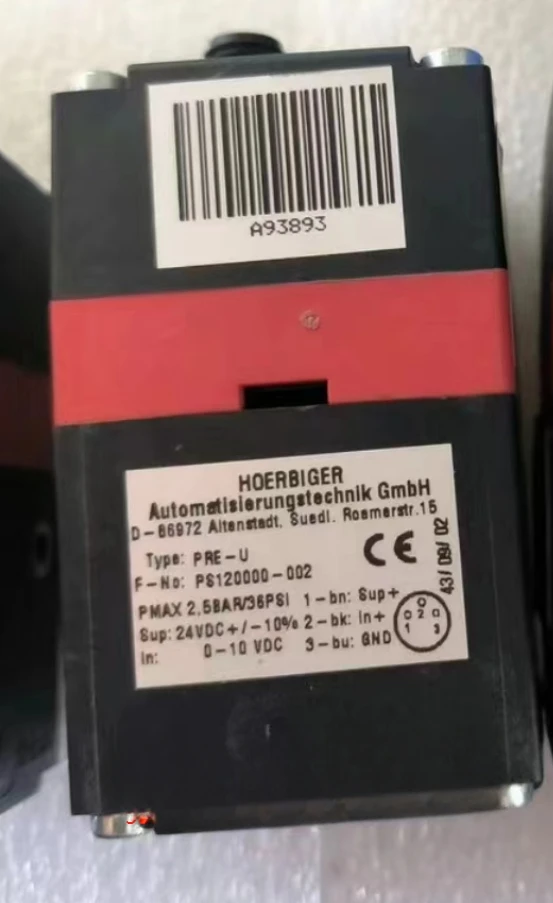 A93893
HOERBIGER
Automatisierungstechnik GmbH
D-86972 Altenstadt, Suedl. Roemerstr.15
Type: PRE-U
F-No: PS120000-002
PMAX 2,5BAR/36PSI 1-bn: Sup+
Sup: 24VDC+/-10% 2-bk: In+
In: 0-10 VDC 3-bu: GND
CE
43/09/02
2
1 3